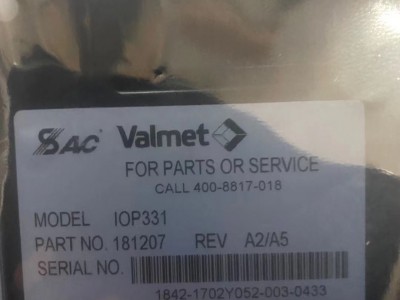 SAC Valmet
FOR PARTS OR SERVICE
CALL 400-8817-018
MODEL IOP331
PART NO. 181207 REV A2/A5
SERIAL NO.
1842-1702Y052-003-0433